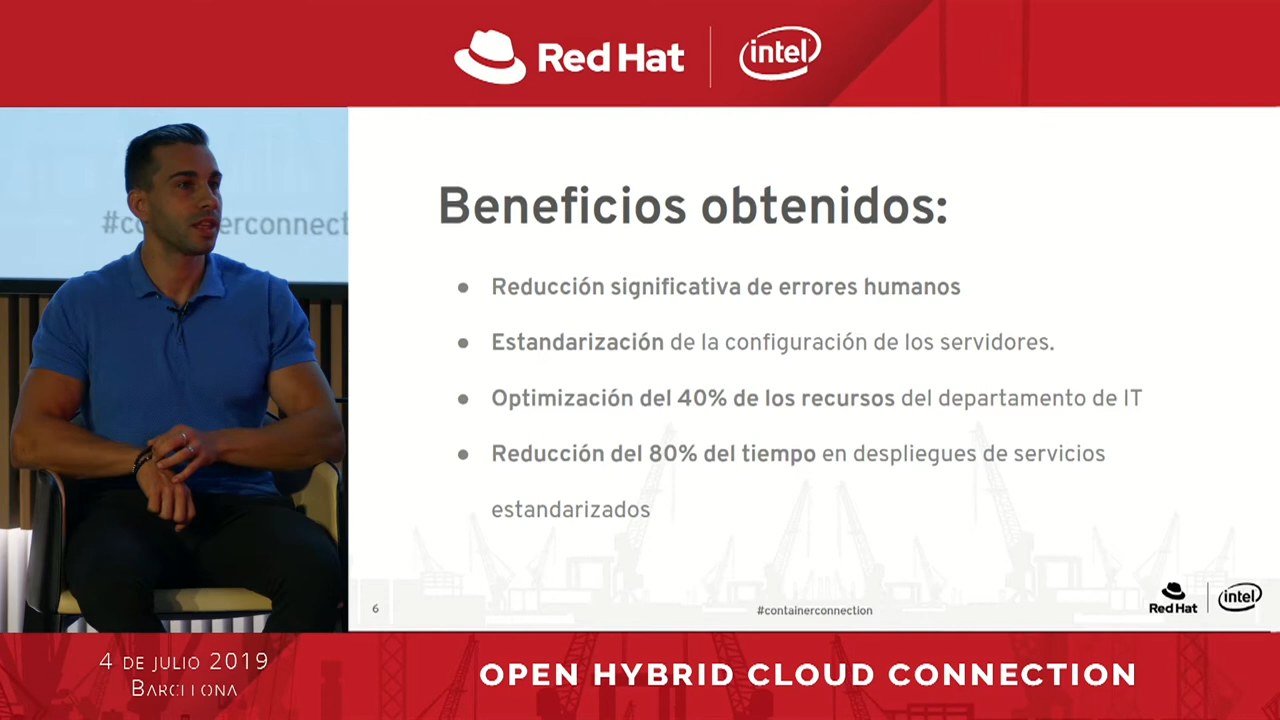 Red Hat
intel
#co erconnect
Beneficios obtenidos:
• Reducción significativa de errores humanos
• Estandarización de la configuración de los servidores.
• Optimización del 40% de los recursos del departamento de IT
• Reducción del 80% del tiempo en despliegues de servicios
estandarizados
6
#containerconnection
Red Hat
intel
4 DE JULIO 2019
BARCELONA
OPEN HYBRID CLOUD CONNECTION